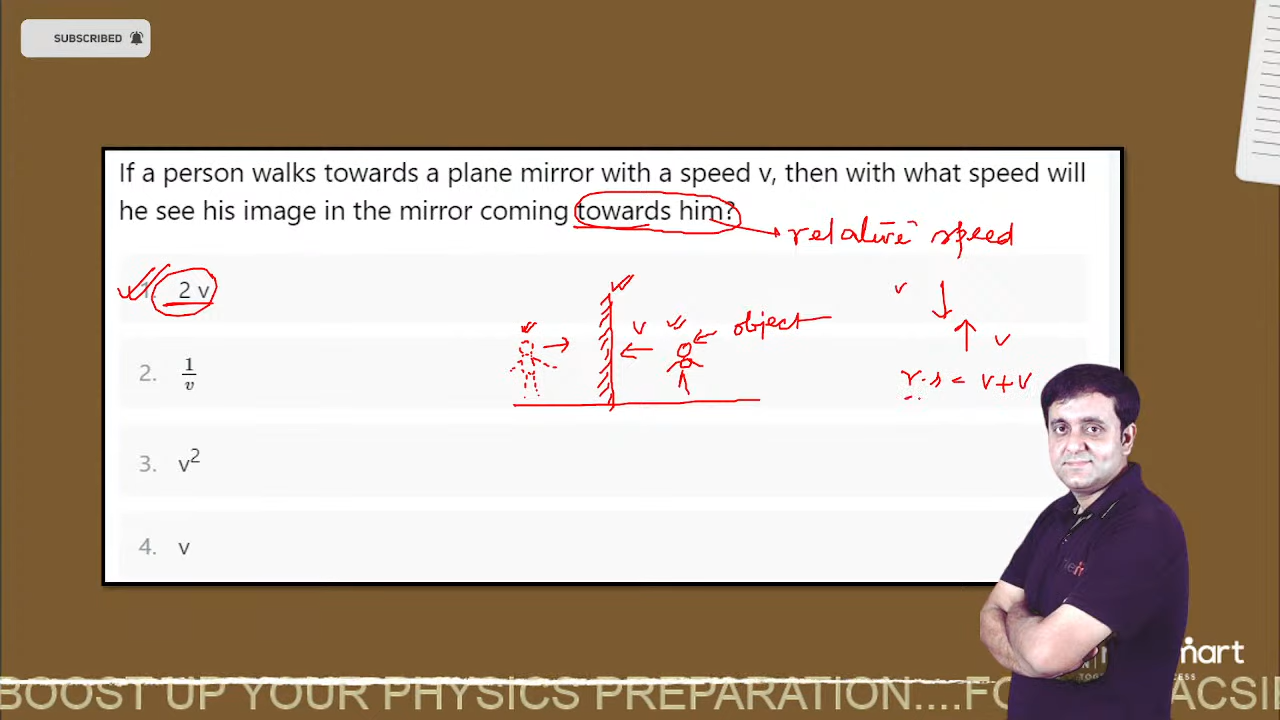 SUBSCRIBED
If a person walks towards a plane mirror with a speed v, then with what speed will
he see his image in the mirror coming towards him?
relative speed
1. 2 v
v
v object
v
2. 1/v
r.s = v+v
3. v²
4. v
BOOST UP YOUR PHYSICS PREPARATION....FO